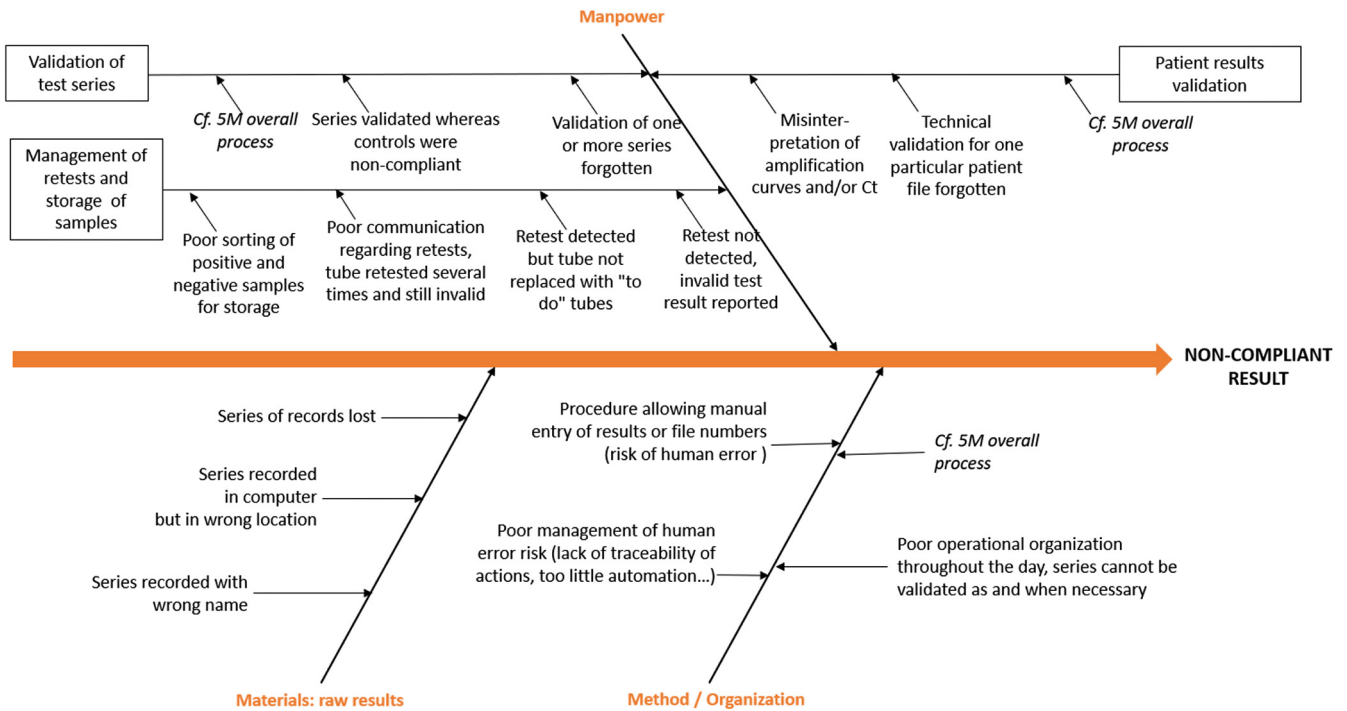 Manpower
Validation of
test series
Patient results
validation
Cf. 5M overall
process
Series validated whereas
controls were
non-compliant
Validation of one
or more series
forgotten
Misinter-
pretation of
amplification
curves and/or Ct
Technical
validation for one
particular patient
file forgotten
Cf. 5M overall
process
Management of
retests and
storage of
samples
Poor sorting of
positive and
negative samples
for storage
Poor communication
regarding retests,
tube retested several
times and still invalid
Retest detected
but tube not
replaced with "to
do" tubes
Retest not
detected,
invalid test
result reported
NON-COMPLIANT
RESULT
Series of records lost
Series recorded
in computer
but in wrong location
Series recorded with
wrong name
Materials: raw results
Procedure allowing manual
entry of results or file numbers
(risk of human error )
Cf. 5M overall
process
Poor management of human
error risk (lack of traceability of
actions, too little automation...)
Poor operational organization
throughout the day, series cannot be
validated as and when necessary
Method / Organization